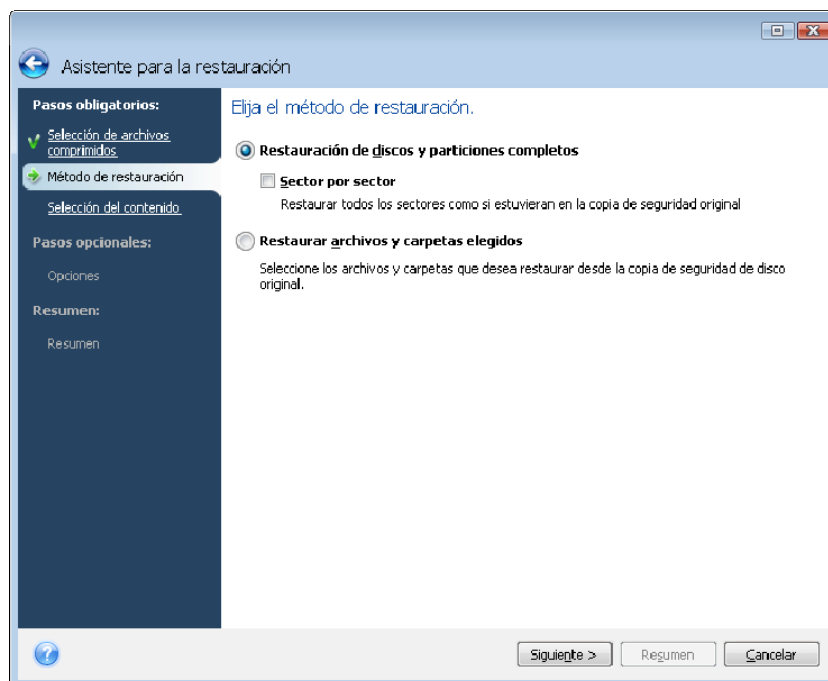 Asistente para la restauración
Pasos obligatorios:
Selección de archivos
comprimidos
Método de restauración
Selección del contenido
Pasos opcionales:
Opciones
Resumen:
Resumen
Elija el método de restauración.
Restauración de discos y particiones completos
Sector por sector
Restaurar todos los sectores como si estuvieran en la copia de seguridad original
Restaurar archivos y carpetas elegidos
Seleccione los archivos y carpetas que desea restaurar desde la copia de seguridad de disco
original.
Siguiente >
Resumen
Cancelar